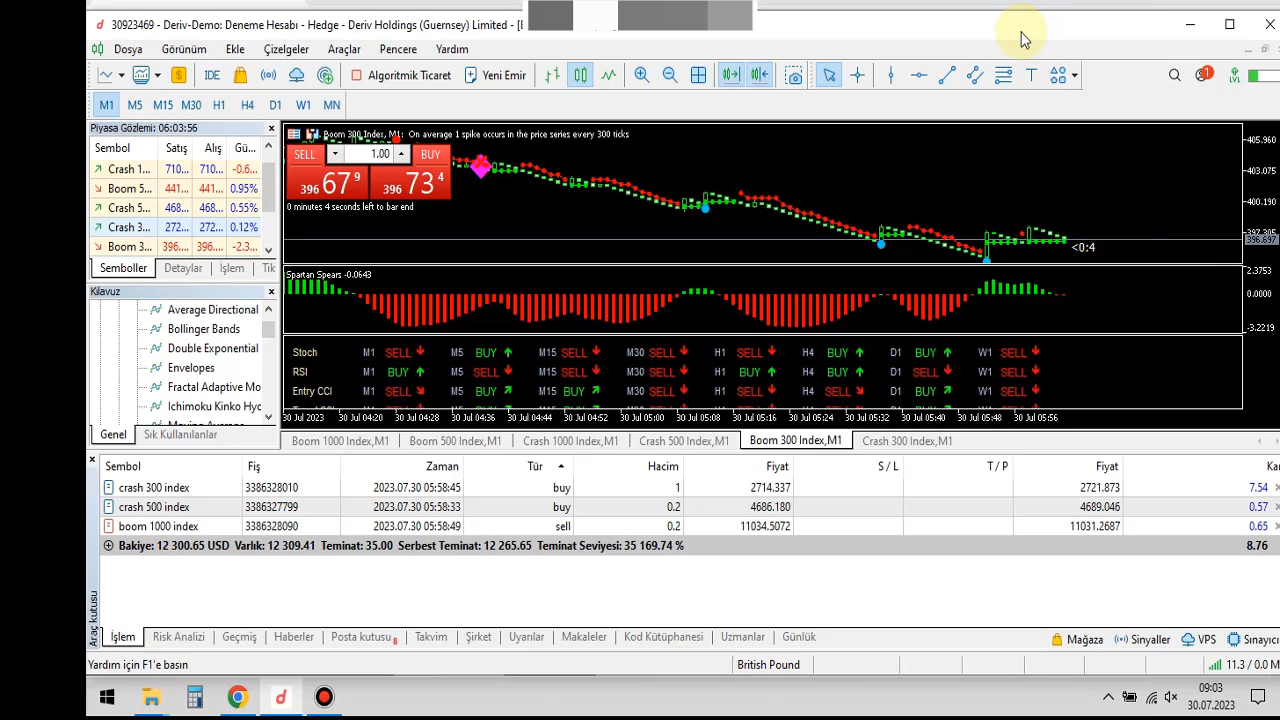 30923469 - Deriv-Demo: Deneme Hesabı - Hedge - Deriv Holdings (Guernsey) Limited - [
Dosya Görünüm Ekle Çizelgeler Araçlar Pencere Yardım
IDE Algoritmik Ticaret Yeni Emir
M1 M5 M15 M30 H1 H4 D1 W1 MN
Piyasa Gözlemi: 06:03:56
Sembol Satış Alış Gü...
Crash 1... 710... 710... -0.6...
Boom 5... 441... 441... 0.95%
Crash 5... 468... 468... 0.55%
Crash 3... 272... 272... 0.12%
Boom 3... 396... 396... -2.3...
Semboller Detaylar İşlem Tik
Kılavuz
Average Directional
Bollinger Bands
Double Exponential
Envelopes
Fractal Adaptive Mo
Ichimoku Kinko Hyc
Genel Sık Kullanılanlar
Boom 300 Index, M1: On average 1 spike occurs in the price series every 300 ticks
SELL 1.00 BUY
396 67 9 396 73 4
0 minutes 4 seconds left to bar end
<0:4
405.960
403.075
400.190
396.697
Spartan Spears -0.0643
2.3753
0.0000
-3.2219
Stoch M1 SELL M5 BUY M15 SELL M30 SELL H1 SELL H4 BUY D1 BUY W1 SELL
RSI M1 BUY M5 SELL M15 SELL M30 SELL H1 BUY H4 BUY D1 SELL W1 BUY
Entry CCI M1 SELL M5 BUY M15 BUY M30 SELL H1 SELL H4 SELL D1 BUY W1 SELL
30 Jul 2023 30 Jul 04:28 30 Jul 04:36 30 Jul 04:44 30 Jul 04:52 30 Jul 05:00 30 Jul 05:08 30 Jul 05:16 30 Jul 05:24 30 Jul 05:32 30 Jul 05:40 30 Jul 05:48 30 Jul 05:56
Boom 1000 Index,M1 Boom 500 Index,M1 Crash 1000 Index,M1 Crash 500 Index,M1 Boom 300 Index,M1 Crash 300 Index,M1
Sembol Fiş Zaman Tür Hacim Fiyat S / L T / P Fiyat
crash 300 index 3386328010 2023.07.30 05:58:45 buy 1 2714.337 2721.873 7.54
crash 500 index 3386327799 2023.07.30 05:58:33 buy 0.2 4686.180 4689.046 0.57
boom 1000 index 3386328090 2023.07.30 05:58:49 sell 0.2 11034.5072 11031.2687 0.65
Bakiye: 12 300.65 USD Varlık: 12 309.41 Teminat: 35.00 Serbest Teminat: 12 265.65 Teminat Seviyesi: 35 169.74 % 8.76
Araç kutusu
İşlem Risk Analizi Geçmiş Haberler Posta kutusu 8 Takvim Şirket Uyarılar Makaleler Kod Kütüphanesi Uzmanlar Günlük
Mağaza Sinyaller VPS Sınayıcı
Yardım için F1'e basın British Pound 11.3 / 0.0 M
09:03
30.07.2023